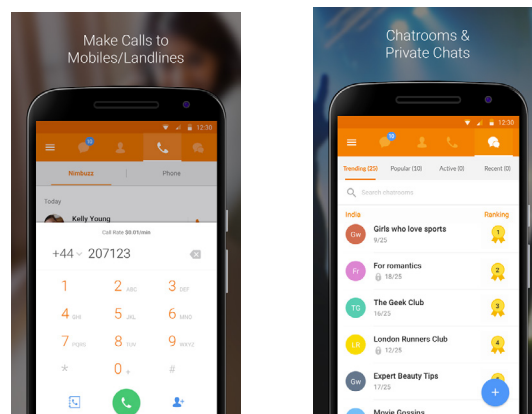 Make Calls to
Mobiles/Landlines
12:30
10
Nimbuzz
Phone
Today
Kelly Young
Call Rate $0.01/min
+44 207123
1
2 ABC
3 DEF
4 GHI
5 JKL
6 MNO
7 PQRS
8 TUV
9 WXYZ
*
0 +
#
Chatrooms &
Private Chats
12:30
10
Trending (25)
Popular (10)
Active (0)
Recent (0)
Search chatrooms
India
Ranking
Gw
Girls who love sports
9/25
1
Fr
For romantics
18/25
2
TG
The Geek Club
16/25
3
LR
London Runners Club
12/25
4
Gw
Expert Beauty Tips
17/25
Movie Gossips